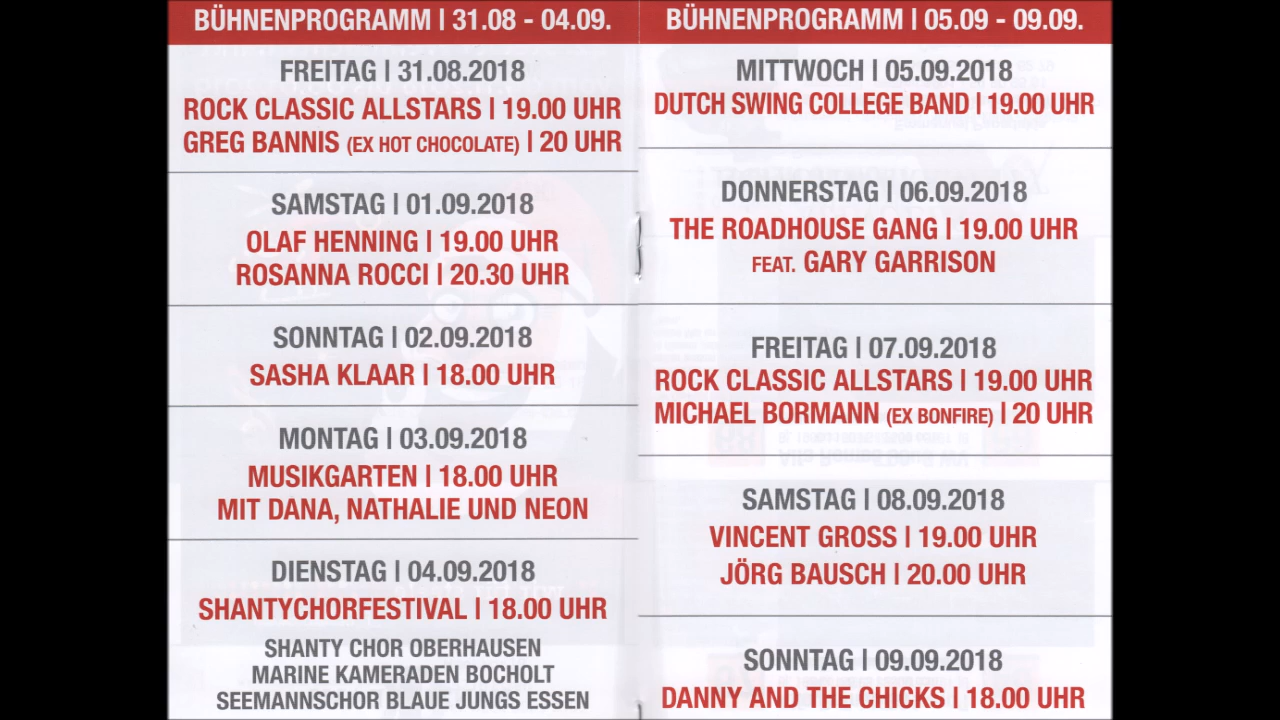 BÜHNENPROGRAMM | 31.08 - 04.09.
FREITAG | 31.08.2018
ROCK CLASSIC ALLSTARS | 19.00 UHR
GREG BANNIS (EX HOT CHOCOLATE) | 20 UHR
SAMSTAG | 01.09.2018
OLAF HENNING | 19.00 UHR
ROSANNA ROCCI | 20.30 UHR
SONNTAG | 02.09.2018
SASHA KLAAR | 18.00 UHR
MONTAG | 03.09.2018
MUSIKGARTEN | 18.00 UHR
MIT DANA, NATHALIE UND NEON
DIENSTAG | 04.09.2018
SHANTYCHORFESTIVAL | 18.00 UHR
SHANTY CHOR OBERHAUSEN
MARINE KAMERADEN BOCHOLT
SEEMANNSCHOR BLAUE JUNGS ESSEN
BÜHNENPROGRAMM | 05.09 - 09.09.
MITTWOCH | 05.09.2018
DUTCH SWING COLLEGE BAND | 19.00 UHR
DONNERSTAG | 06.09.2018
THE ROADHOUSE GANG | 19.00 UHR
FEAT. GARY GARRISON
FREITAG | 07.09.2018
ROCK CLASSIC ALLSTARS | 19.00 UHR
MICHAEL BORMANN (EX BONFIRE) | 20 UHR
SAMSTAG | 08.09.2018
VINCENT GROSS | 19.00 UHR
JÖRG BAUSCH | 20.00 UHR
SONNTAG | 09.09.2018
DANNY AND THE CHICKS | 18.00 UHR